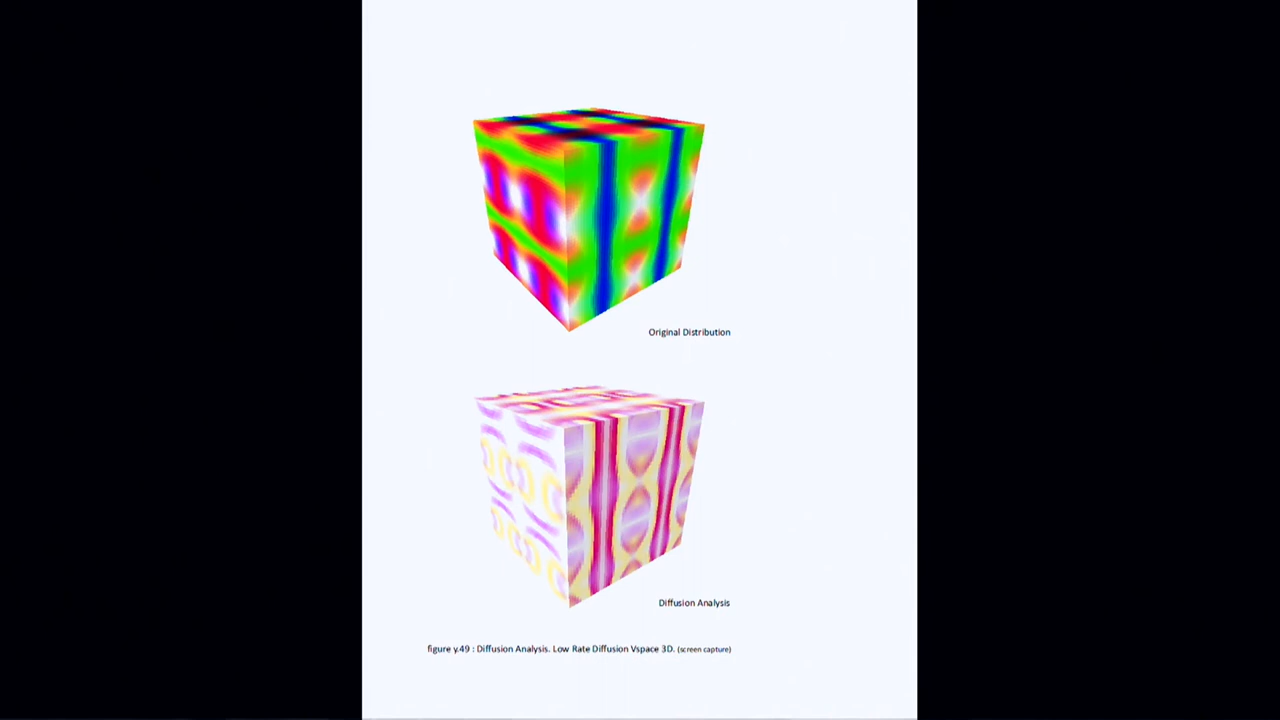 Original Distribution
Diffusion Analysis
figure y.49 : Diffusion Analysis. Low Rate Diffusion Vspace 3D. (screen capture)